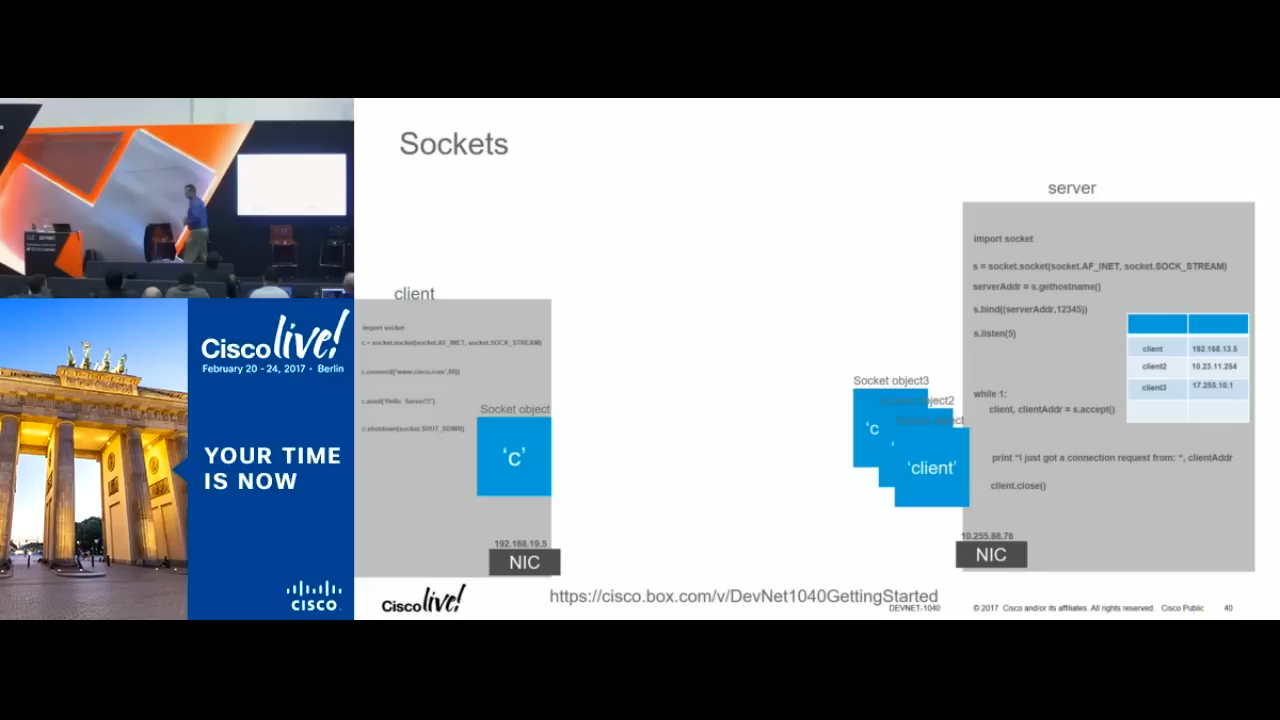 Sockets
server
import socket
s = socket.socket(socket.AF_INET, socket.SOCK_STREAM)
serverAddr = s.gethostname()
s.bind((serverAddr,12345))
s.listen(5)
client 192.168.13.5
client2 10.23.11.254
client3 17.255.10.1
while 1:
client, clientAddr = s.accept()
print “I just got a connection request from: “, clientAddr
client.close()
10.255.88.76
NIC
client
import socket
c = socket.socket(socket.AF_INET, socket.SOCK_STREAM)
c.connect(('www.cisco.com',80))
c.send('Hello Server!!')
c.shutdown(socket.SHUT_RDWR)
Socket object
‘c’
192.168.19.5
NIC
Socket object3
‘c
‘client’
Cisco live!
February 20 - 24, 2017 • Berlin
YOUR TIME
IS NOW
CISCO
Cisco live!
https://cisco.box.com/v/DevNet1040GettingStarted
DEVNET-1040
© 2017 Cisco and/or its affiliates. All rights reserved. Cisco Public 40